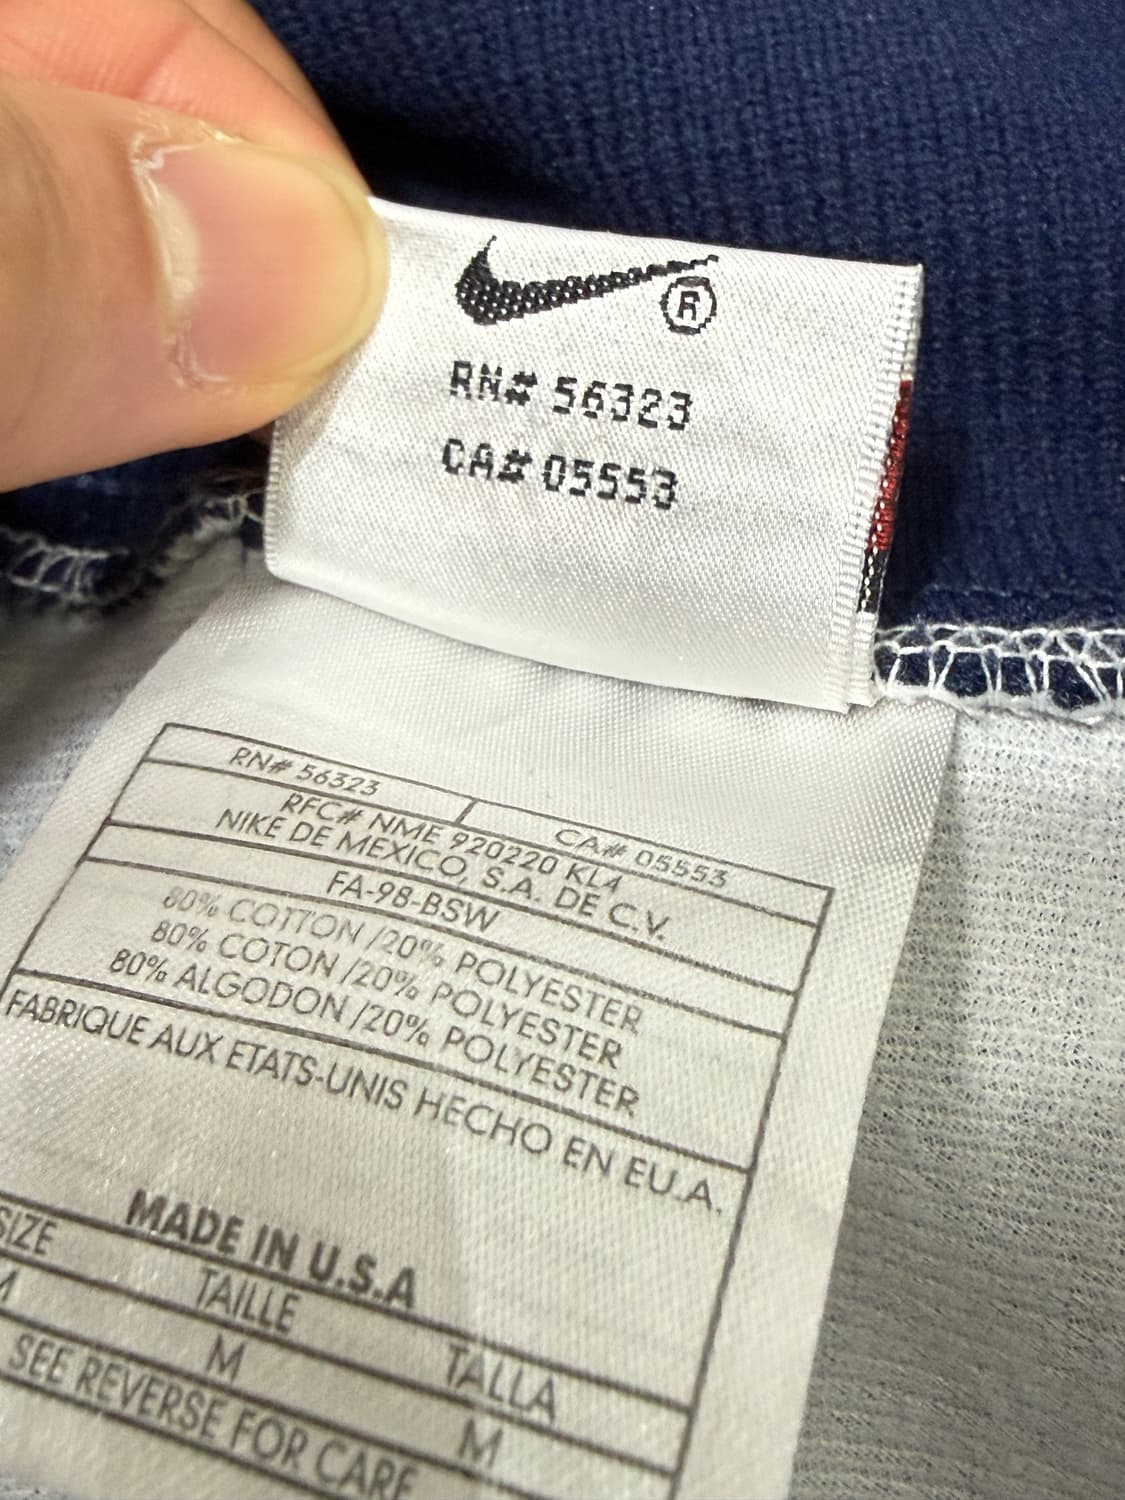 ®
RN# 56323
CA# 05553
RN# 56323
CA# 05553
RFC# NME 920220 KL4
NIKE DE MEXICO, S.A. DE C.V.
FA-98-BSW
80% COTTON /20% POLYESTER
80% COTON /20% POLYESTER
80% ALGODON /20% POLYESTER
FABRIQUE AUX ETATS-UNIS HECHO EN EU.A.
MADE IN U.S.A
SIZE TAILLE TALLA
M M M
SEE REVERSE FOR CARE